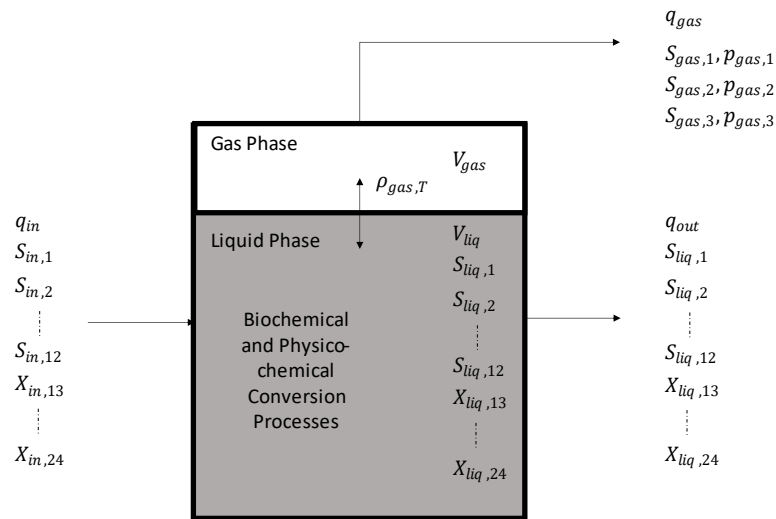 q_gas
S_gas,1, p_gas,1
S_gas,2, p_gas,2
S_gas,3, p_gas,3
Gas Phase
V_gas
ρ_gas,T
q_in
S_in,1
S_in,2
S_in,12
X_in,13
X_in,24
Liquid Phase
V_liq
S_liq,1
S_liq,2
S_liq,12
X_liq,13
X_liq,24
Biochemical
and Physico-
chemical
Conversion
Processes
q_out
S_liq,1
S_liq,2
S_liq,12
X_liq,13
X_liq,24